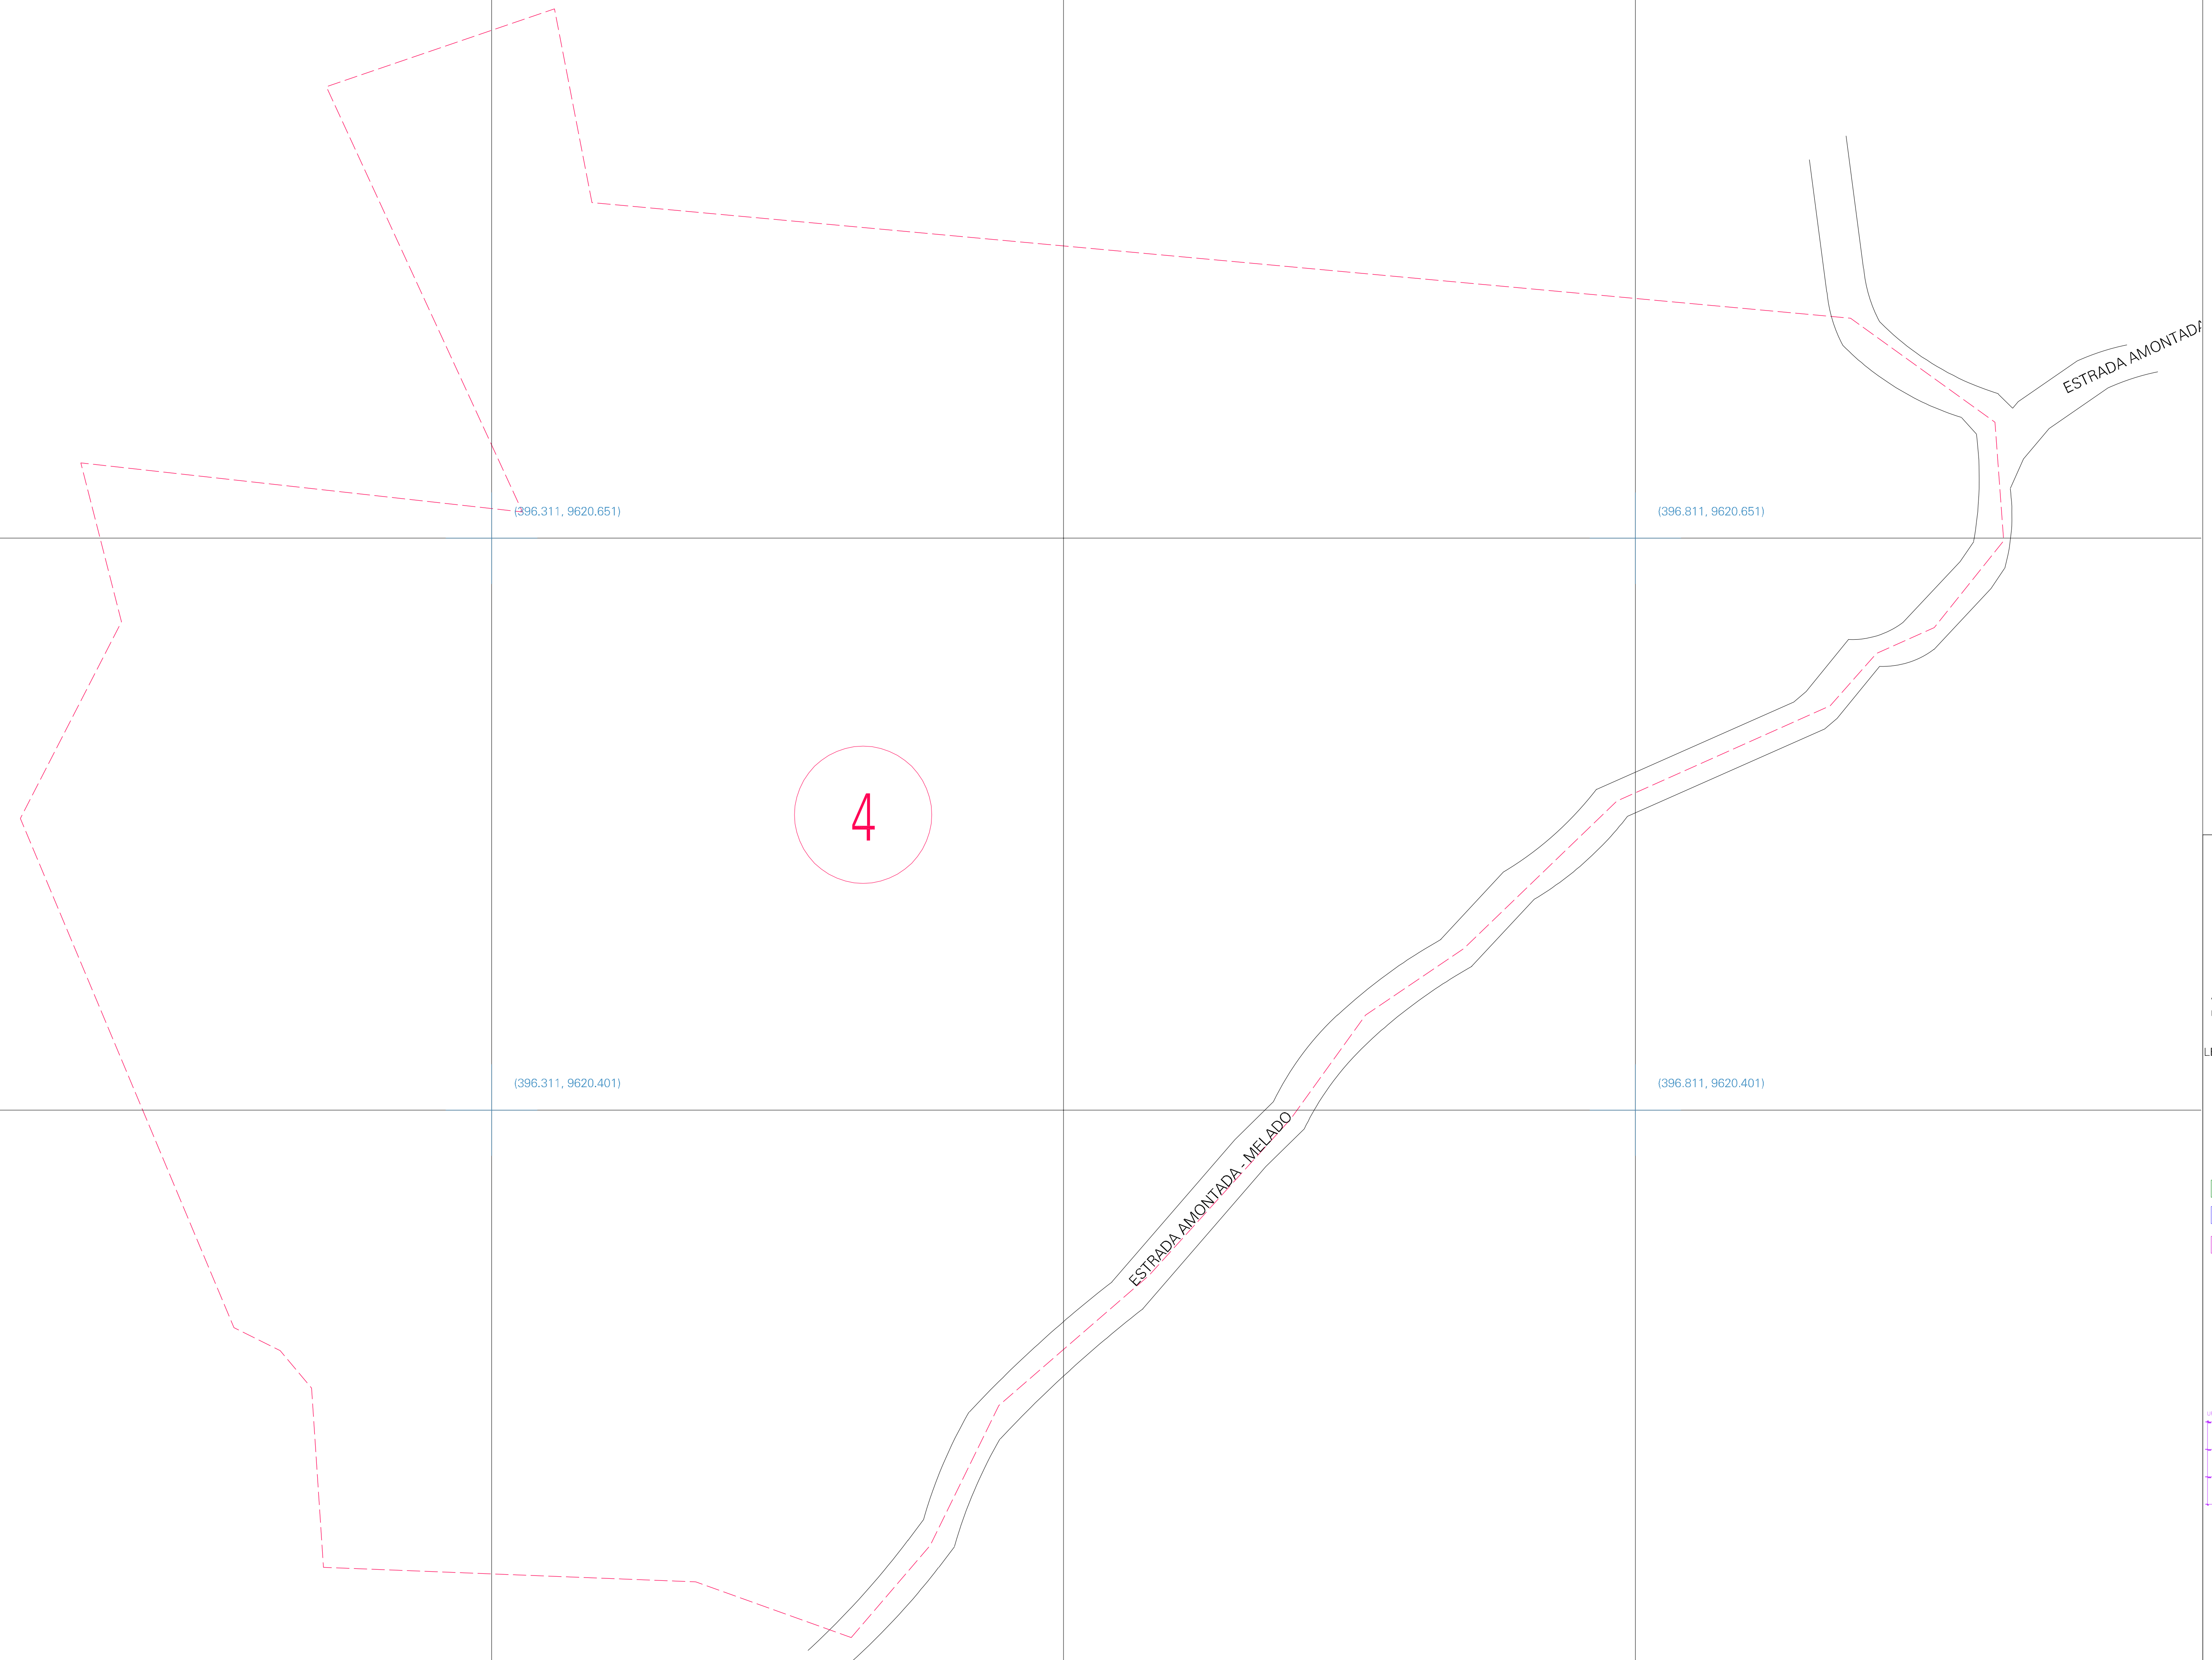 ESTRADA AMONTADA
(396.311, 9620.651)
(396.811, 9620.651)
4
(396.311, 9620.401)
(396.811, 9620.401)
ESTRADA AMONTADA - MELADO